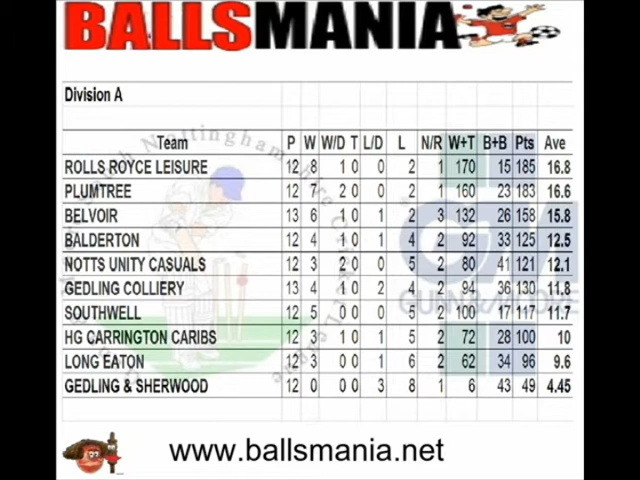 BALLSMANIA
Division A
Team P W W/D T L/D L N/R W+T B+B Pts Ave
ROLLS ROYCE LEISURE 12 8 1 0 0 2 1 170 15 185 16.8
PLUMTREE 12 7 2 0 0 2 1 160 23 183 16.6
BELVOIR 13 6 1 0 1 2 3 132 26 158 15.8
BALDERTON 12 4 1 0 1 4 2 92 33 125 12.5
NOTTS UNITY CASUALS 12 3 2 0 0 5 2 80 41 121 12.1
GEDLING COLLIERY 13 4 1 0 2 4 2 94 36 130 11.8
SOUTHWELL 12 5 0 0 0 5 2 100 17 117 11.7
HG CARRINGTON CARIBS 12 3 1 0 1 5 2 72 28 100 10
LONG EATON 12 3 0 0 1 6 2 62 34 96 9.6
GEDLING & SHERWOOD 12 0 0 0 3 8 1 6 43 49 4.45
www.ballsmania.net